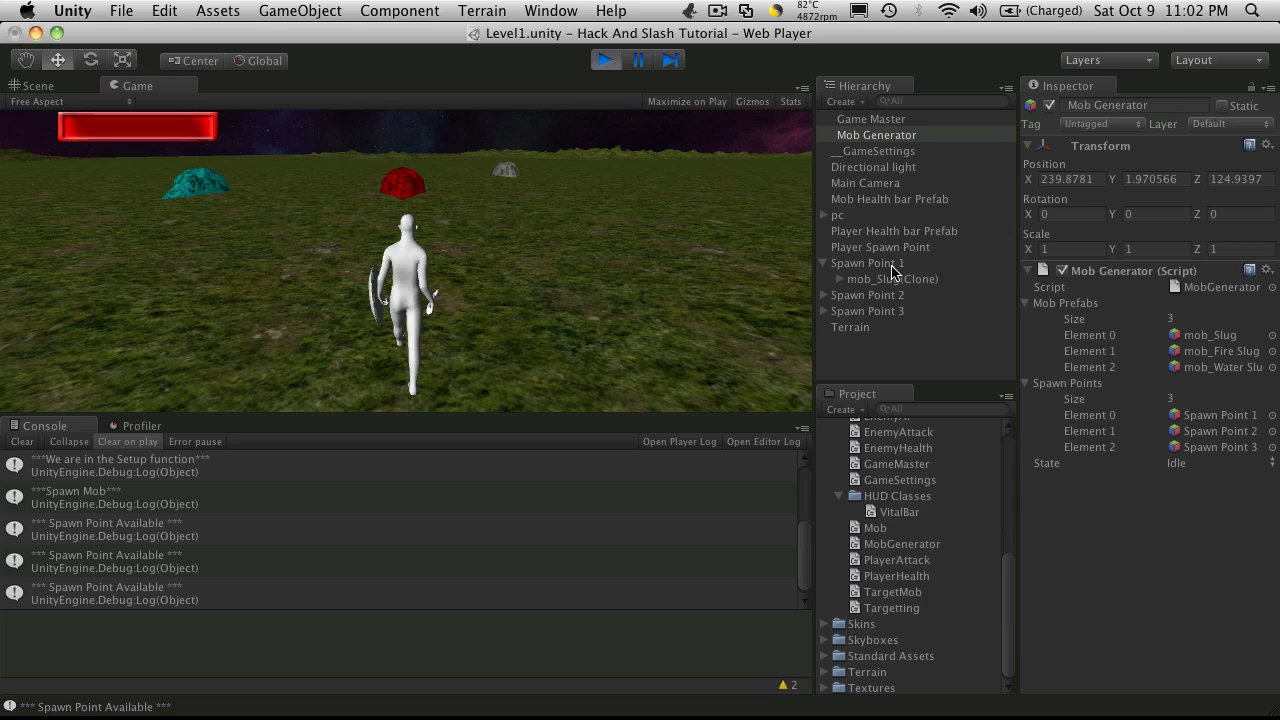 Unity File Edit Assets GameObject Component Terrain Window Help 82°C 4872rpm (Charged) Sat Oct 9 11:02 PM
Level1.unity - Hack And Slash Tutorial - Web Player
Center Global Layers Layout
Scene Game
Free Aspect Maximize on Play Gizmos Stats
Hierarchy
Create All
Game Master
Mob Generator
__GameSettings
Directional light
Main Camera
Mob Health bar Prefab
pc
Player Health bar Prefab
Player Spawn Point
Spawn Point 1
mob_Slug(Clone)
Spawn Point 2
Spawn Point 3
Terrain
Inspector
Mob Generator Static
Tag Untagged Layer Default
Transform
Position
X 239.8781 Y 1.970566 Z 124.9397
Rotation
X 0 Y 0 Z 0
Scale
X 1 Y 1 Z 1
Mob Generator (Script)
Script MobGenerator
Mob Prefabs
Size 3
Element 0 mob_Slug
Element 1 mob_Fire Slug
Element 2 mob_Water Slu
Spawn Points
Size 3
Element 0 Spawn Point 1
Element 1 Spawn Point 2
Element 2 Spawn Point 3
State Idle
Project
Create All
EnemyAttack
EnemyHealth
GameMaster
GameSettings
HUD Classes
VitalBar
Mob
MobGenerator
PlayerAttack
PlayerHealth
TargetMob
Targetting
Skins
Skyboxes
Standard Assets
Terrain
Textures
Console Profiler
Clear Collapse Clear on play Error pause Open Player Log Open Editor Log
***We are in the Setup function***
UnityEngine.Debug:Log(Object)
***Spawn Mob***
UnityEngine.Debug:Log(Object)
*** Spawn Point Available ***
UnityEngine.Debug:Log(Object)
*** Spawn Point Available ***
UnityEngine.Debug:Log(Object)
*** Spawn Point Available ***
UnityEngine.Debug:Log(Object)
2
*** Spawn Point Available ***